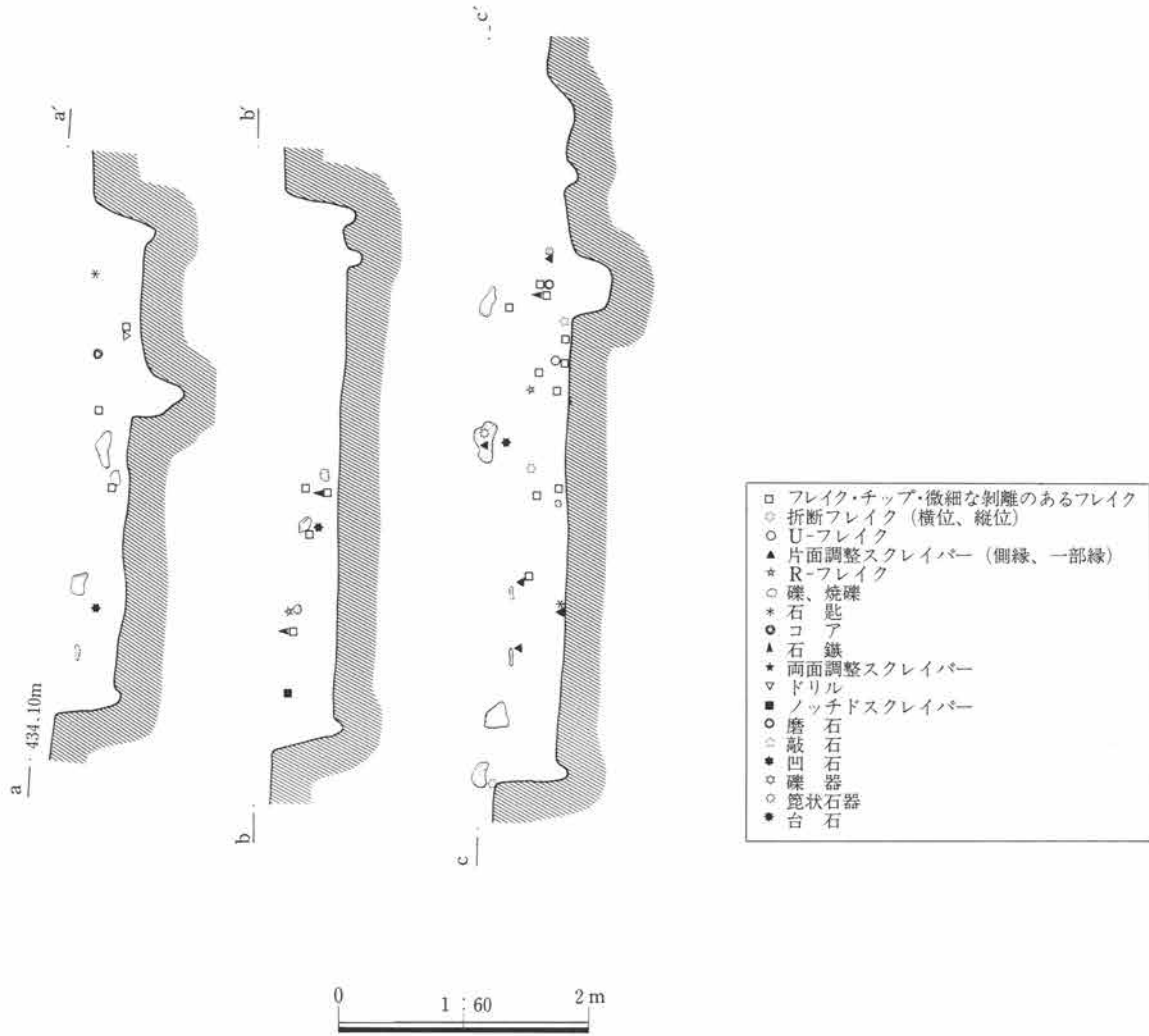 a′
b′
c′
a
434.10m
b
c
フレイク・チップ・微細な剝離のあるフレイク
折断フレイク（横位、縦位）
U-フレイク
片面調整スクレイパー（側縁、一部縁）
R-フレイク
礫、焼礫
石 匙
コ ア
石 鏃
両面調整スクレイパー
ドリル
ノッチドスクレイパー
磨 石
敲 石
凹 石
礫 器
箆状石器
台 石
0 1 : 60 2 m